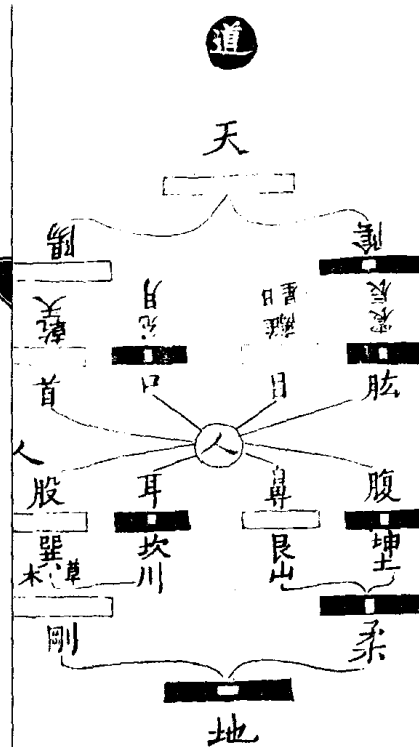 道
天
陽 陰
天乾 月兌 日星離 辰震
首 口 目 肱
人
人
股 耳 鼻 腹
巽 坎 艮 坤
木草 川 山 土
剛 柔
地